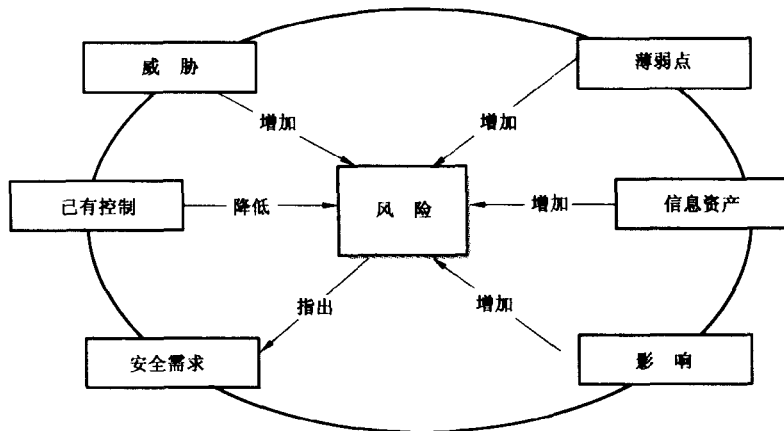 威 胁
薄弱点
增加
增加
已有控制
降低
风 险
增加
信息资产
指出
增加
安全需求
影 响